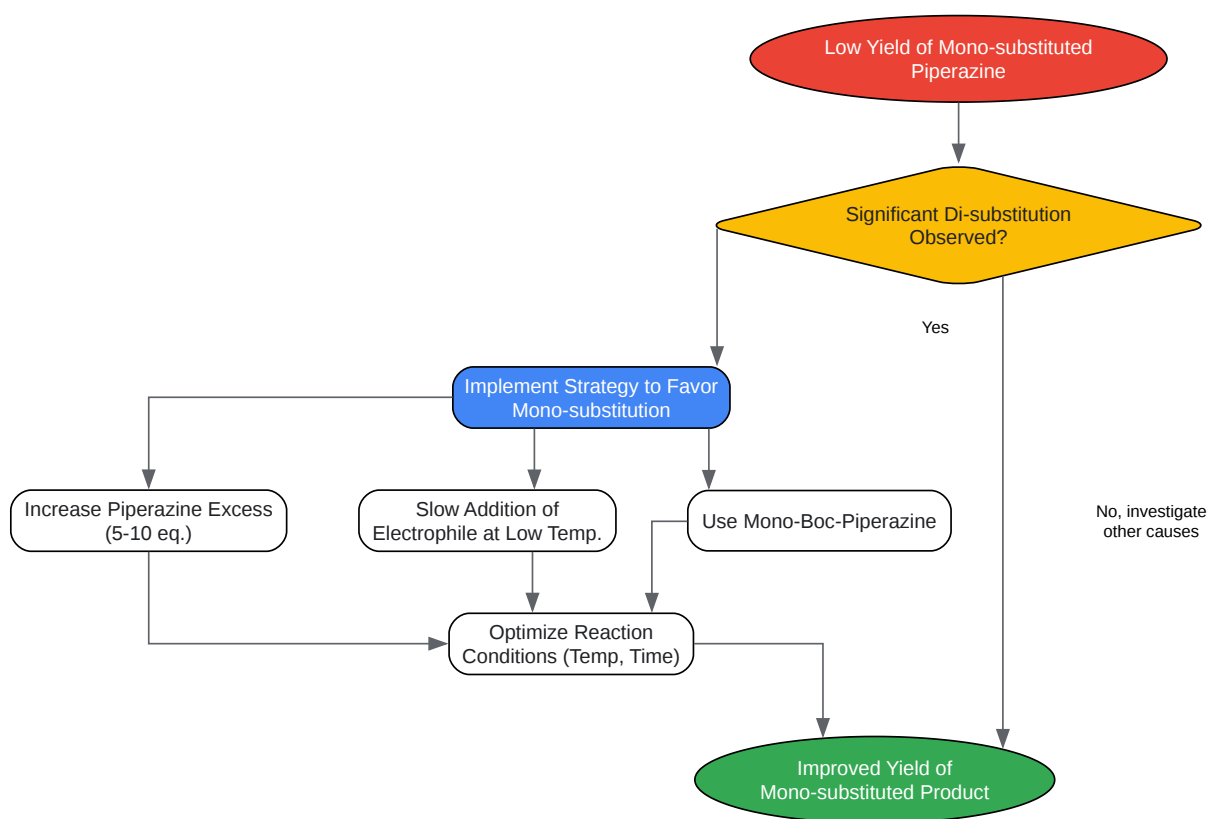 Low Yield of Mono-substituted
Piperazine
Significant Di-substitution
Observed?
Yes
Implement Strategy to Favor
Mono-substitution
Increase Piperazine Excess
(5-10 eq.)
Slow Addition of
Electrophile at Low Temp.
Use Mono-Boc-Piperazine
No, investigate
other causes
Optimize Reaction
Conditions (Temp, Time)
Improved Yield of
Mono-substituted Product